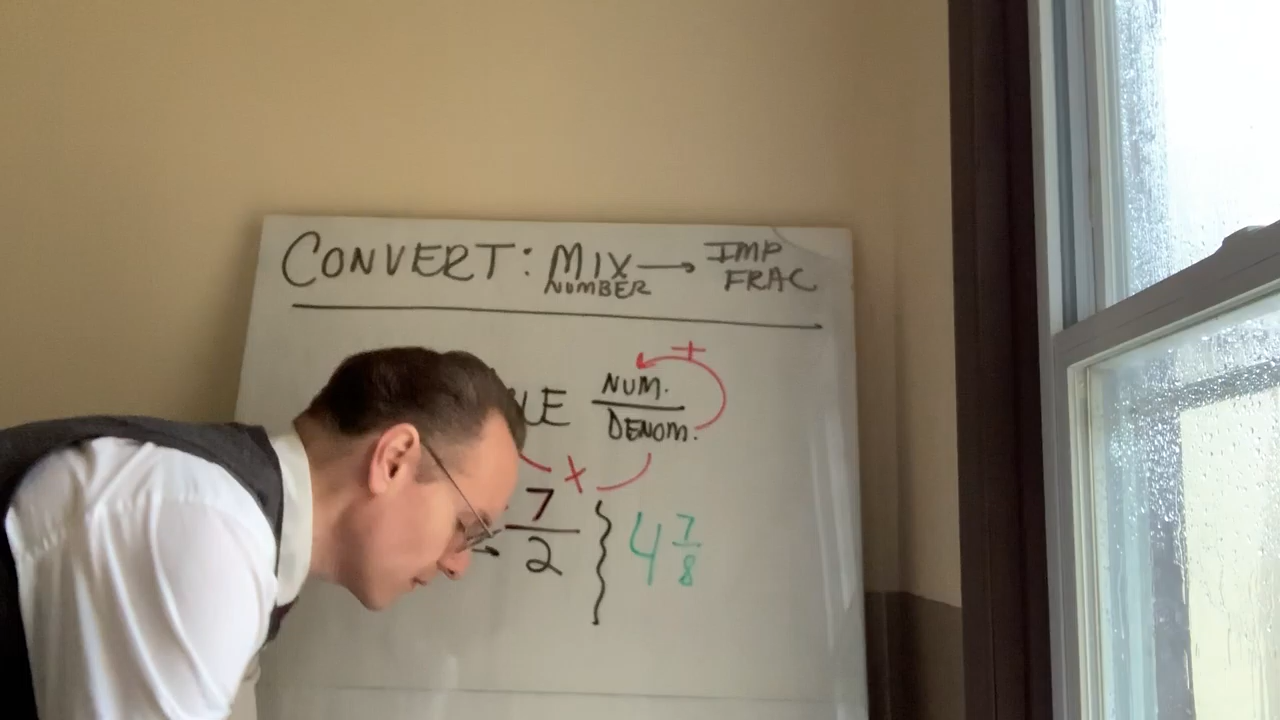 CONVERT: MIX NUMBER → IMP FRAC
NUM.
DENOM.
+
×
→ 7/2
4 7/8